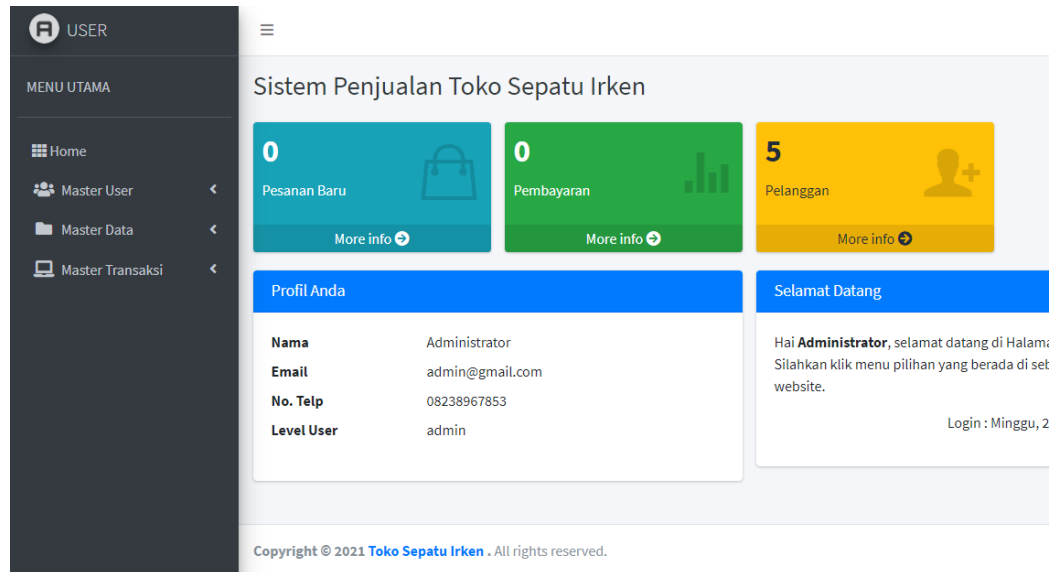 USER
MENU UTAMA
Home
Master User
Master Data
Master Transaksi
Sistem Penjualan Toko Sepatu Irken
0
Pesanan Baru
More info
0
Pembayaran
More info
5
Pelanggan
More info
Profil Anda
Nama Administrator
Email admin@gmail.com
No. Telp 08238967853
Level User admin
Selamat Datang
Hai Administrator, selamat datang di
Silahkan klik menu pilihan yang berada di
website.
Login : Minggu, 2
Copyright © 2021 Toko Sepatu Irken . All rights reserved.